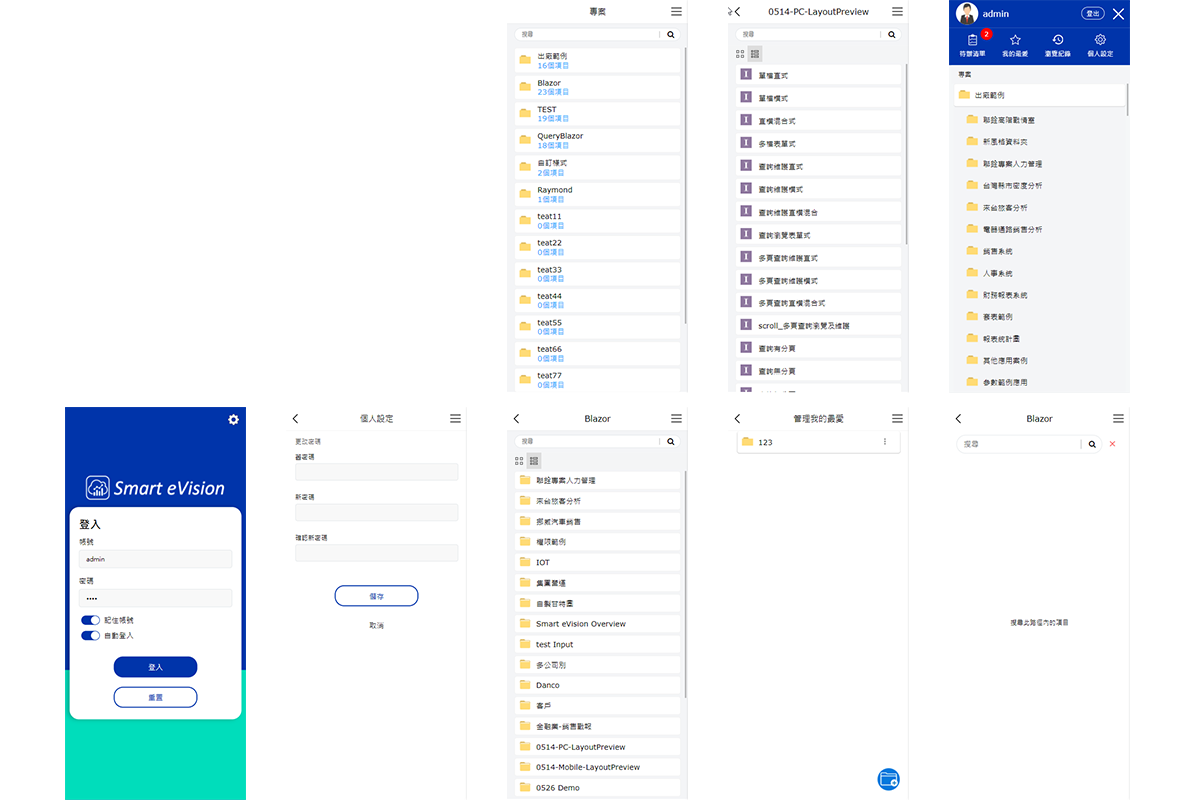 專案
搜尋
出廠範例
16個項目
Blazor
23個項目
TEST
19個項目
QueryBlazor
18個項目
自訂樣式
2個項目
Raymond
1個項目
teat11
0個項目
teat22
0個項目
teat33
0個項目
teat44
0個項目
teat55
0個項目
teat66
0個項目
teat77
0個項目
0514-PC-LayoutPreview
搜尋
單檔直式
單檔橫式
直橫混合式
多檔表單式
查詢維護直式
查詢維護橫式
查詢維護直橫混合
查詢瀏覽表單式
多頁查詢維護直式
多頁查詢維護橫式
多頁查詢直橫混合式
scroll_多頁查詢瀏覽及維護
查詢有分頁
查詢無分頁
admin
登出
2
待辦清單
我的最愛
瀏覽紀錄
個人設定
專案
出廠範例
聯銓高階戰情室
新風格資料夾
聯銓專案人力管理
台灣縣市密度分析
來台旅客分析
電器通路銷售分析
銷售系統
人事系統
財務報表系統
套表範例
報表統計圖
其他應用案例
參數範例應用
Smart eVision
登入
帳號
admin
密碼
••••
記住帳號
自動登入
登入
重置
個人設定
更改密碼
舊密碼
新密碼
確認新密碼
儲存
取消
Blazor
搜尋
聯銓專案人力管理
來台旅客分析
挪威汽車銷售
權限範例
IOT
集團營運
自製甘特圖
Smart eVision Overview
test Input
多公司別
Danco
客戶
金融業-銷售戰報
0514-PC-LayoutPreview
0514-Mobile-LayoutPreview
0526 Demo
管理我的最愛
123
Blazor
搜尋
搜尋此路徑內的項目